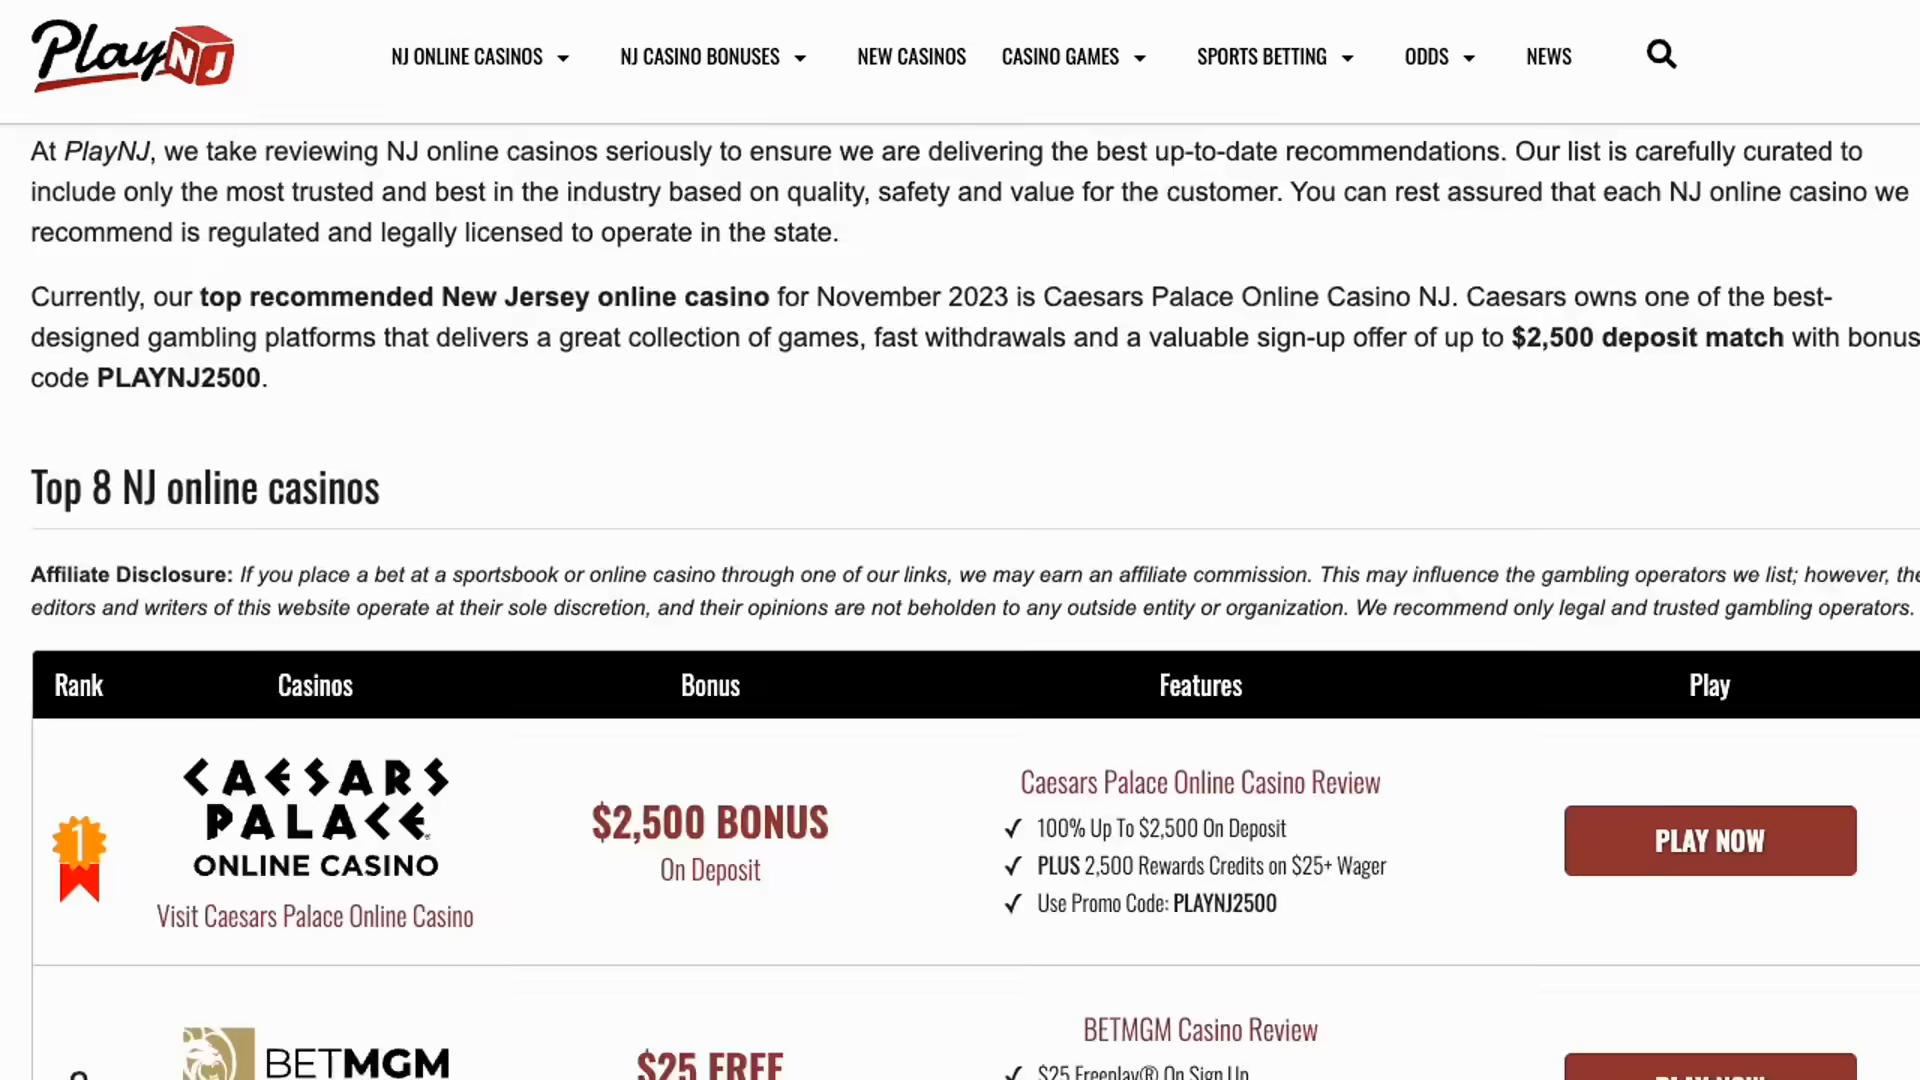 PlayNJ
NJ ONLINE CASINOS
NJ CASINO BONUSES
NEW CASINOS
CASINO GAMES
SPORTS BETTING
ODDS
NEWS
At PlayNJ, we take reviewing NJ online casinos seriously to ensure we are delivering the best up-to-date recommendations. Our list is carefully curated to
include only the most trusted and best in the industry based on quality, safety and value for the customer. You can rest assured that each NJ online casino we
recommend is regulated and legally licensed to operate in the state.
Currently, our top recommended New Jersey online casino for November 2023 is Caesars Palace Online Casino NJ. Caesars owns one of the best-
designed gambling platforms that delivers a great collection of games, fast withdrawals and a valuable sign-up offer of up to $2,500 deposit match with bonus
code PLAYNJ2500.
Top 8 NJ online casinos
Affiliate Disclosure: If you place a bet at a sportsbook or online casino through one of our links, we may earn an affiliate commission. This may influence the gambling operators we list; however, the
editors and writers of this website operate at their sole discretion, and their opinions are not beholden to any outside entity or organization. We recommend only legal and trusted gambling operators.
Rank
Casinos
Bonus
Features
Play
1
CAESARS
PALACE
ONLINE CASINO
Visit Caesars Palace Online Casino
$2,500 BONUS
On Deposit
Caesars Palace Online Casino Review
100% Up To $2,500 On Deposit
PLUS 2,500 Rewards Credits on $25+ Wager
Use Promo Code: PLAYNJ2500
PLAY NOW
BETMGM
$25 FREE
BETMGM Casino Review
$25 Freeplay® On Sign Up
PLAY NOW